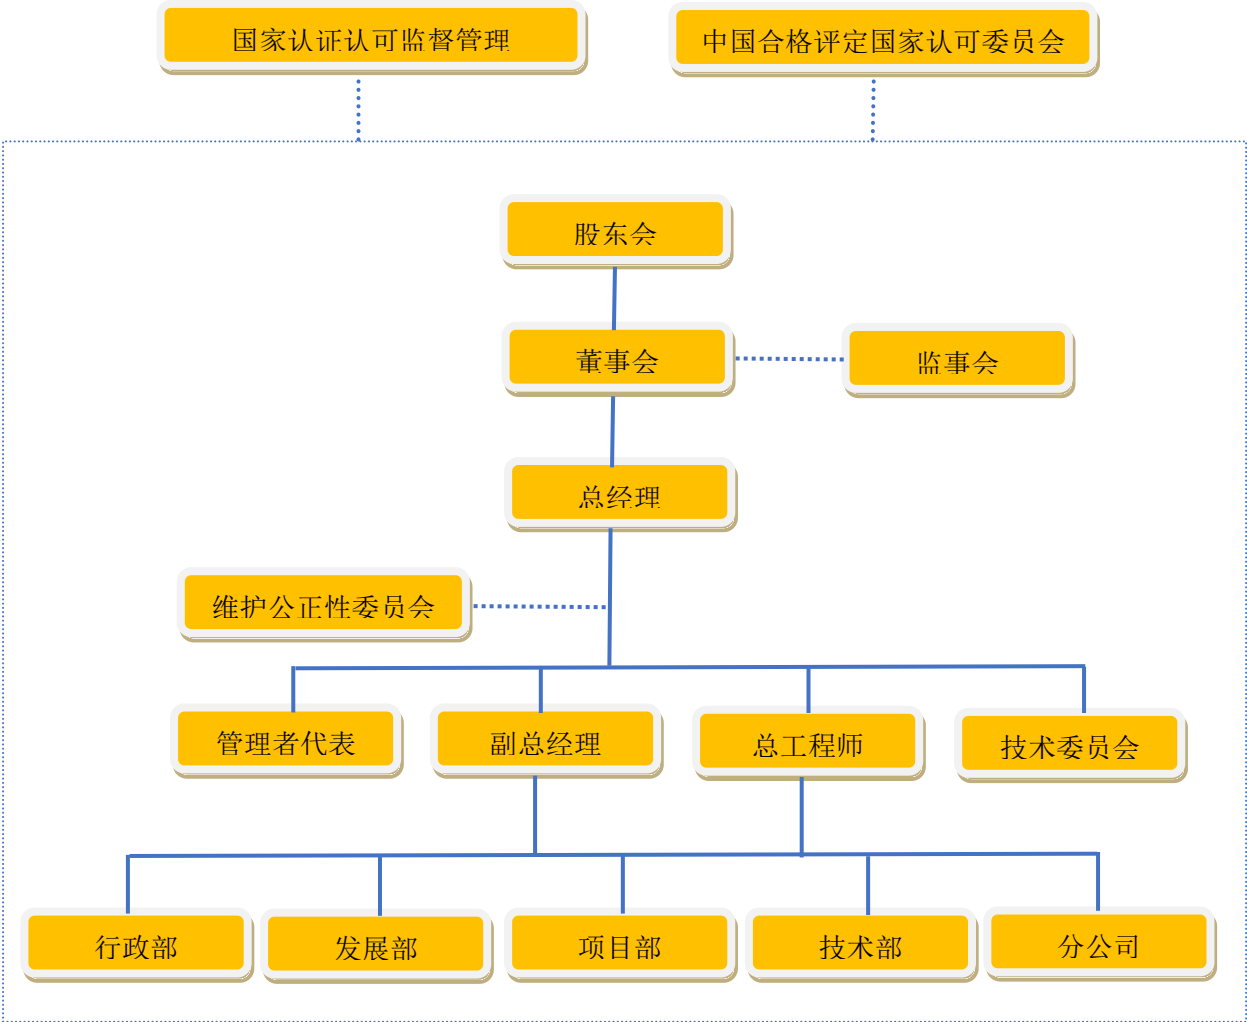 国家认证认可监督管理
中国合格评定国家认可委员会
股东会
董事会
监事会
总经理
维护公正性委员会
管理者代表
副总经理
总工程师
技术委员会
行政部
发展部
项目部
技术部
分公司